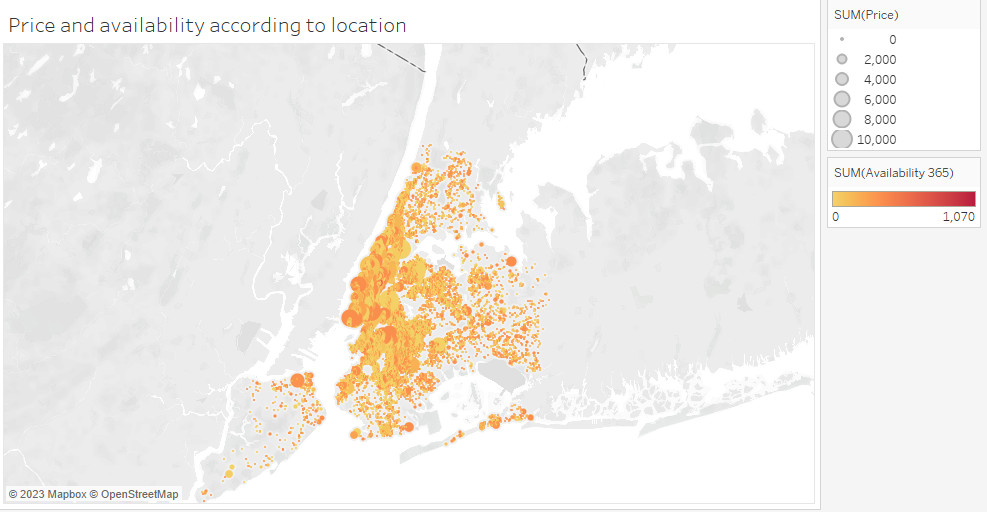 Price and availability according to location
SUM(Price)
0
2,000
4,000
6,000
8,000
10,000
SUM(Availability 365)
0 1,070
© 2023 Mapbox © OpenStreetMap